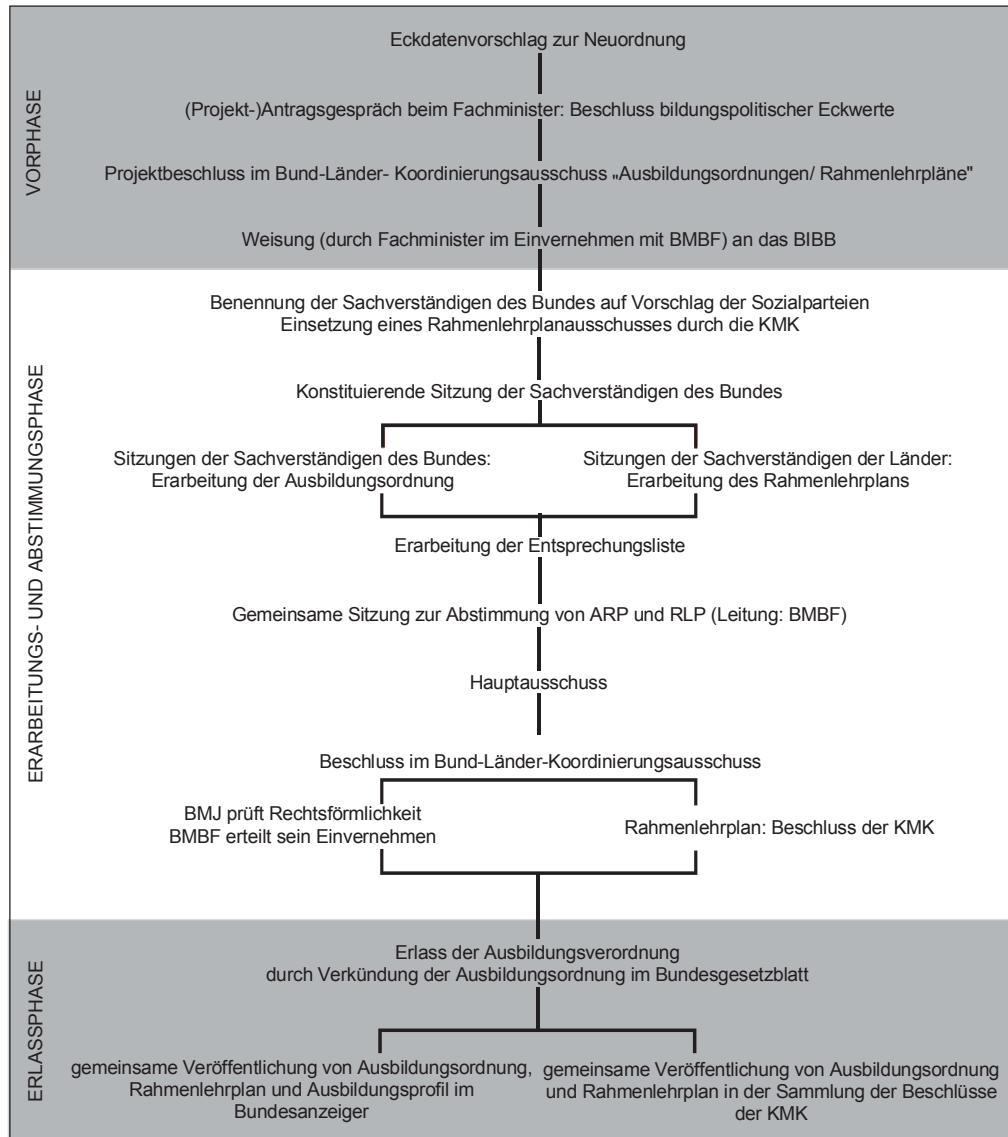 VORPHASE
Eckdatenvorschlag zur Neuordnung
(Projekt-)Antragsgespräch beim Fachminister: Beschluss bildungspolitischer Eckwerte
Projektbeschluss im Bund-Länder- Koordinierungsausschuss „Ausbildungsordnungen/ Rahmenlehrpläne"
Weisung (durch Fachminister im Einvernehmen mit BMBF) an das BIBB
ERARBEITUNGS- UND ABSTIMMUNGSPHASE
Benennung der Sachverständigen des Bundes auf Vorschlag der Sozialparteien
Einsetzung eines Rahmenlehrplanausschusses durch die KMK
Konstituierende Sitzung der Sachverständigen des Bundes
Sitzungen der Sachverständigen des Bundes:
Erarbeitung der Ausbildungsordnung
Sitzungen der Sachverständigen der Länder:
Erarbeitung des Rahmenlehrplans
Erarbeitung der Entsprechungsliste
Gemeinsame Sitzung zur Abstimmung von ARP und RLP (Leitung: BMBF)
Hauptausschuss
Beschluss im Bund-Länder-Koordinierungsausschuss
BMJ prüft Rechtsförmlichkeit
BMBF erteilt sein Einvernehmen
Rahmenlehrplan: Beschluss der KMK
ERLASSPHASE
Erlass der Ausbildungsverordnung
durch Verkündung der Ausbildungsordnung im Bundesgesetzblatt
gemeinsame Veröffentlichung von Ausbildungsordnung,
Rahmenlehrplan und Ausbildungsprofil im
Bundesanzeiger
gemeinsame Veröffentlichung von Ausbildungsordnung
und Rahmenlehrplan in der Sammlung der Beschlüsse
der KMK